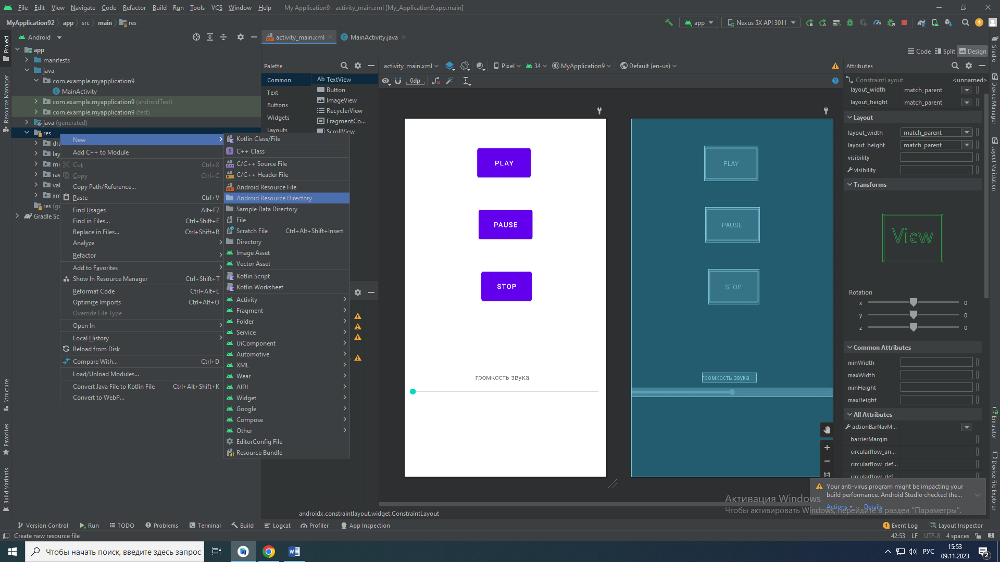 File Edit View Navigate Code Refactor Build Run Tools VCS Window Help My Application9 - activity_main.xml [My_Application9.app.main]
MyApplication92 app src main res
app Nexus 5X API 3011
Android
activity_main.xml MainActivity.java
Code Split Design
Project
Resource Manager
Structure
Favorites
Build Variants
app
manifests
java
com.example.myapplication9
MainActivity
com.example.myapplication9 (androidTest)
com.example.myapplication9 (test)
java (generated)
res
res
Gradle Sc
New
Add C++ to Module
Cut Ctrl+X
Copy Ctrl+C
Copy Path/Reference...
Paste Ctrl+V
Find Usages Alt+F7
Find in Files... Ctrl+Shift+F
Replace in Files... Ctrl+Shift+R
Analyze
Refactor
Add to Favorites
Show In Resource Manager Ctrl+Shift+T
Reformat Code Ctrl+Alt+L
Optimize Imports Ctrl+Alt+O
Override File Type
Open In
Local History
Reload from Disk
Compare With... Ctrl+D
Load/Unload Modules...
Convert Java File to Kotlin File Ctrl+Alt+Shift+K
Convert to WebP...
Kotlin Class/File
C++ Class
C/C++ Source File
C/C++ Header File
Android Resource File
Android Resource Directory
Sample Data Directory
File
Scratch File Ctrl+Alt+Shift+Insert
Directory
Image Asset
Vector Asset
Kotlin Script
Kotlin Worksheet
Activity
Fragment
Folder
Service
UiComponent
Automotive
XML
Wear
AIDL
Widget
Google
Compose
Other
EditorConfig File
Resource Bundle
Palette
Common
Text
Buttons
Widgets
Layouts
Ab TextView
Button
ImageView
RecyclerView
FragmentCo...
ScrollView
activity_main.xml Pixel 34 MyApplication9 Default (en-us)
0dp
PLAY
PAUSE
STOP
громкость звука
PLAY
PAUSE
STOP
громкость звука
1:1
Attributes
ConstraintLayout <unnamed>
layout_width match_parent
layout_height match_parent
Layout
layout_width match_parent
layout_height match_parent
visibility
visibility
Transforms
View
Rotation
x 0
y 0
z 0
Common Attributes
minWidth
maxWidth
minHeight
maxHeight
All Attributes
actionBarNavM...
barrierMargin
circularflow_an...
circularflow_def...
circularflow_def...
Gradle
Device Manager
Layout Validation
Emulator
Device File Explorer
Your anti-virus program might be impacting your
build performance. Android Studio checked the...
Actions Details
Активация Windows
Чтобы активировать Windows, перейдите в раздел "Параметры".
androidx.constraintlayout.widget.ConstraintLayout
Version Control Run TODO Problems Terminal Build Logcat Profiler App Inspection 1 Event Log Layout Inspector
Create new resource file 42:53 LF UTF-8 4 spaces
Чтобы начать поиск, введите здесь запрос
РУС
15:53
09.11.2023
2